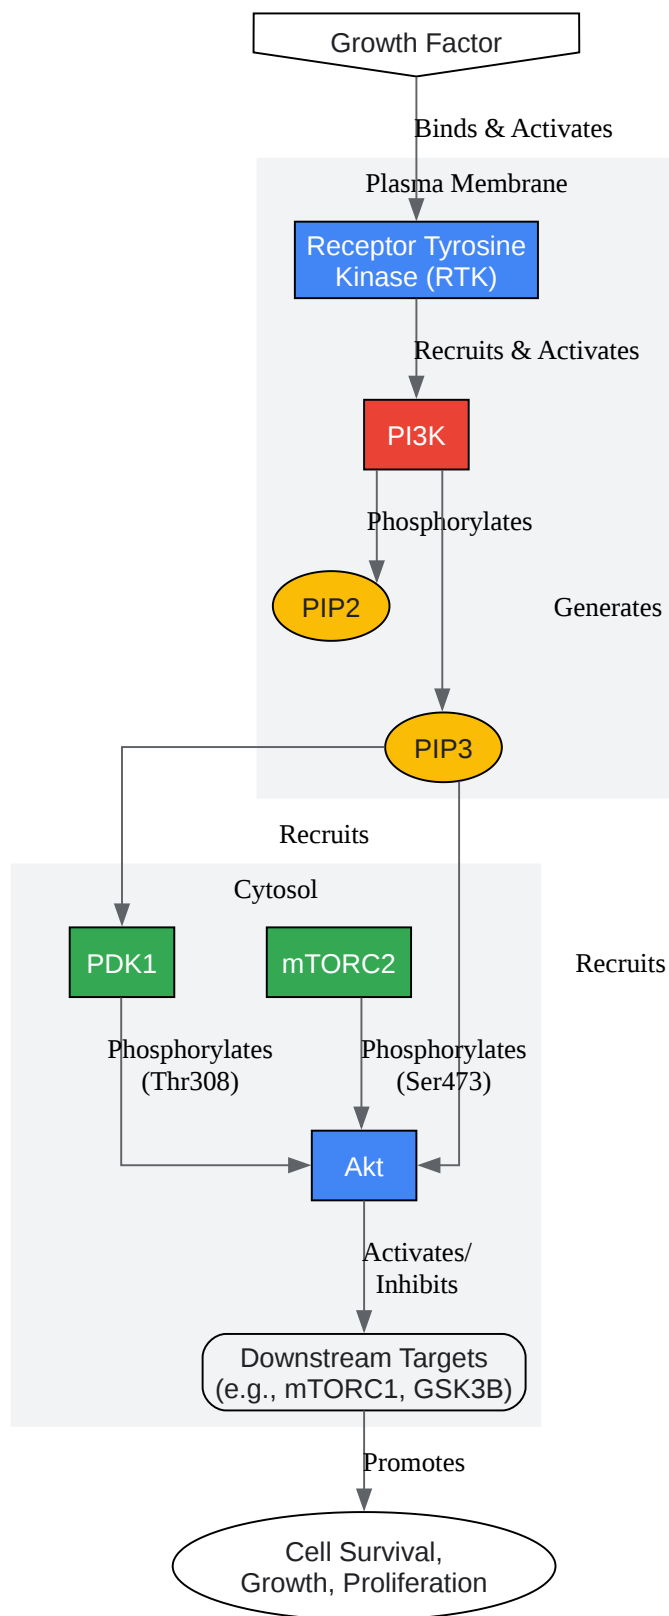 Growth Factor
Binds & Activates
Plasma Membrane
Receptor Tyrosine
Kinase (RTK)
Recruits & Activates
PI3K
Phosphorylates
PIP2
Generates
PIP3
Recruits
Cytosol
PDK1
mTORC2
Recruits
Phosphorylates
(Thr308)
Phosphorylates
(Ser473)
Akt
Activates/
Inhibits
Downstream Targets
(e.g., mTORC1, GSK3B)
Promotes
Cell Survival,
Growth, Proliferation